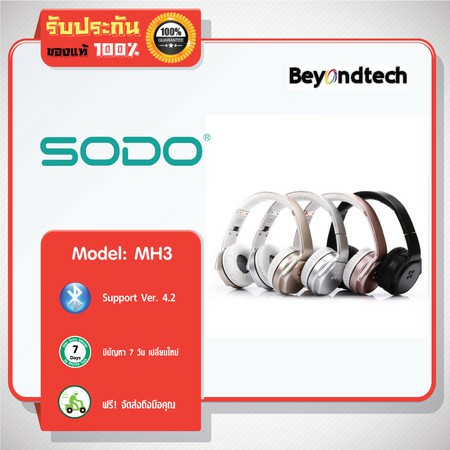 รับประกัน
ของแท้ 100%
100%
GUARANTEE
Beyondtech
SODO®
Model: MH3
Support Ver. 4.2
7
Days
มีปัญหา 7 วัน เปลี่ยนใหม่
ฟรี! จัดส่งถึงมือคุณ